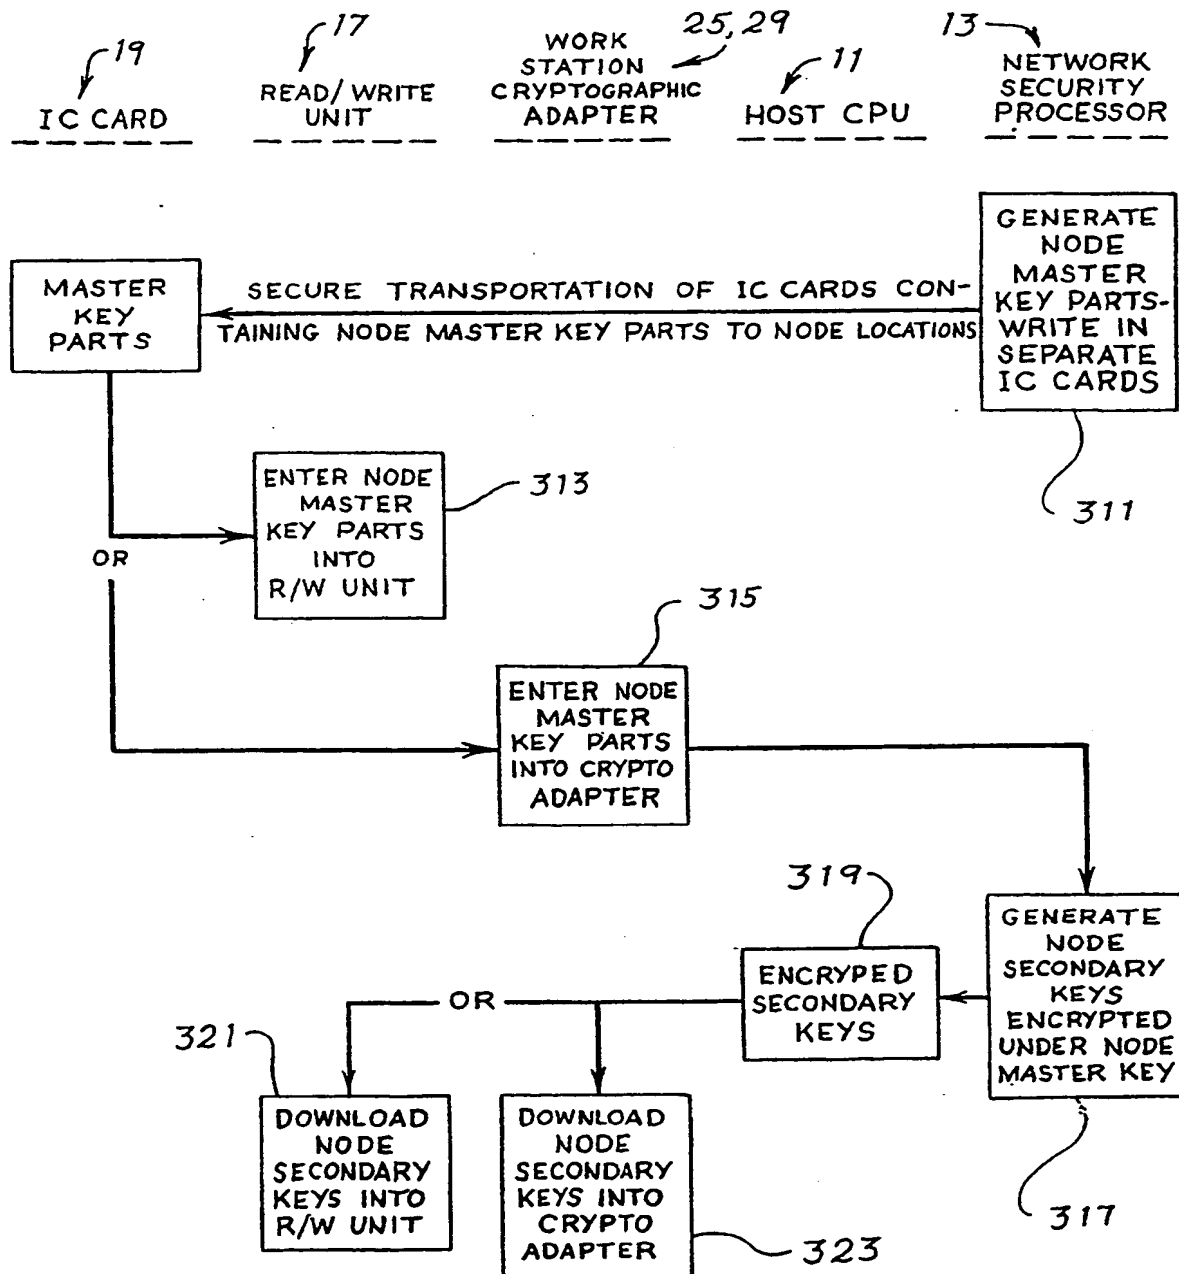 19
IC CARD
17
READ/WRITE
UNIT
25,29
WORK
STATION
CRYPTOGRAPHIC
ADAPTER
11
HOST CPU
13
NETWORK
SECURITY
PROCESSOR
GENERATE
NODE
MASTER
KEY PARTS-
WRITE IN
SEPARATE
IC CARDS
311
SECURE TRANSPORTATION OF IC CARDS CON-
TAINING NODE MASTER KEY PARTS TO NODE LOCATIONS
MASTER
KEY
PARTS
OR
ENTER NODE
MASTER
KEY PARTS
INTO
R/W UNIT
313
315
ENTER NODE
MASTER
KEY PARTS
INTO CRYPTO
ADAPTER
GENERATE
NODE
SECONDARY
KEYS
ENCRYPTED
UNDER NODE
MASTER KEY
317
319
ENCRYPED
SECONDARY
KEYS
OR
321
DOWNLOAD
NODE
SECONDARY
KEYS INTO
R/W UNIT
DOWNLOAD
NODE
SECONDARY
KEYS INTO
CRYPTO
ADAPTER
323